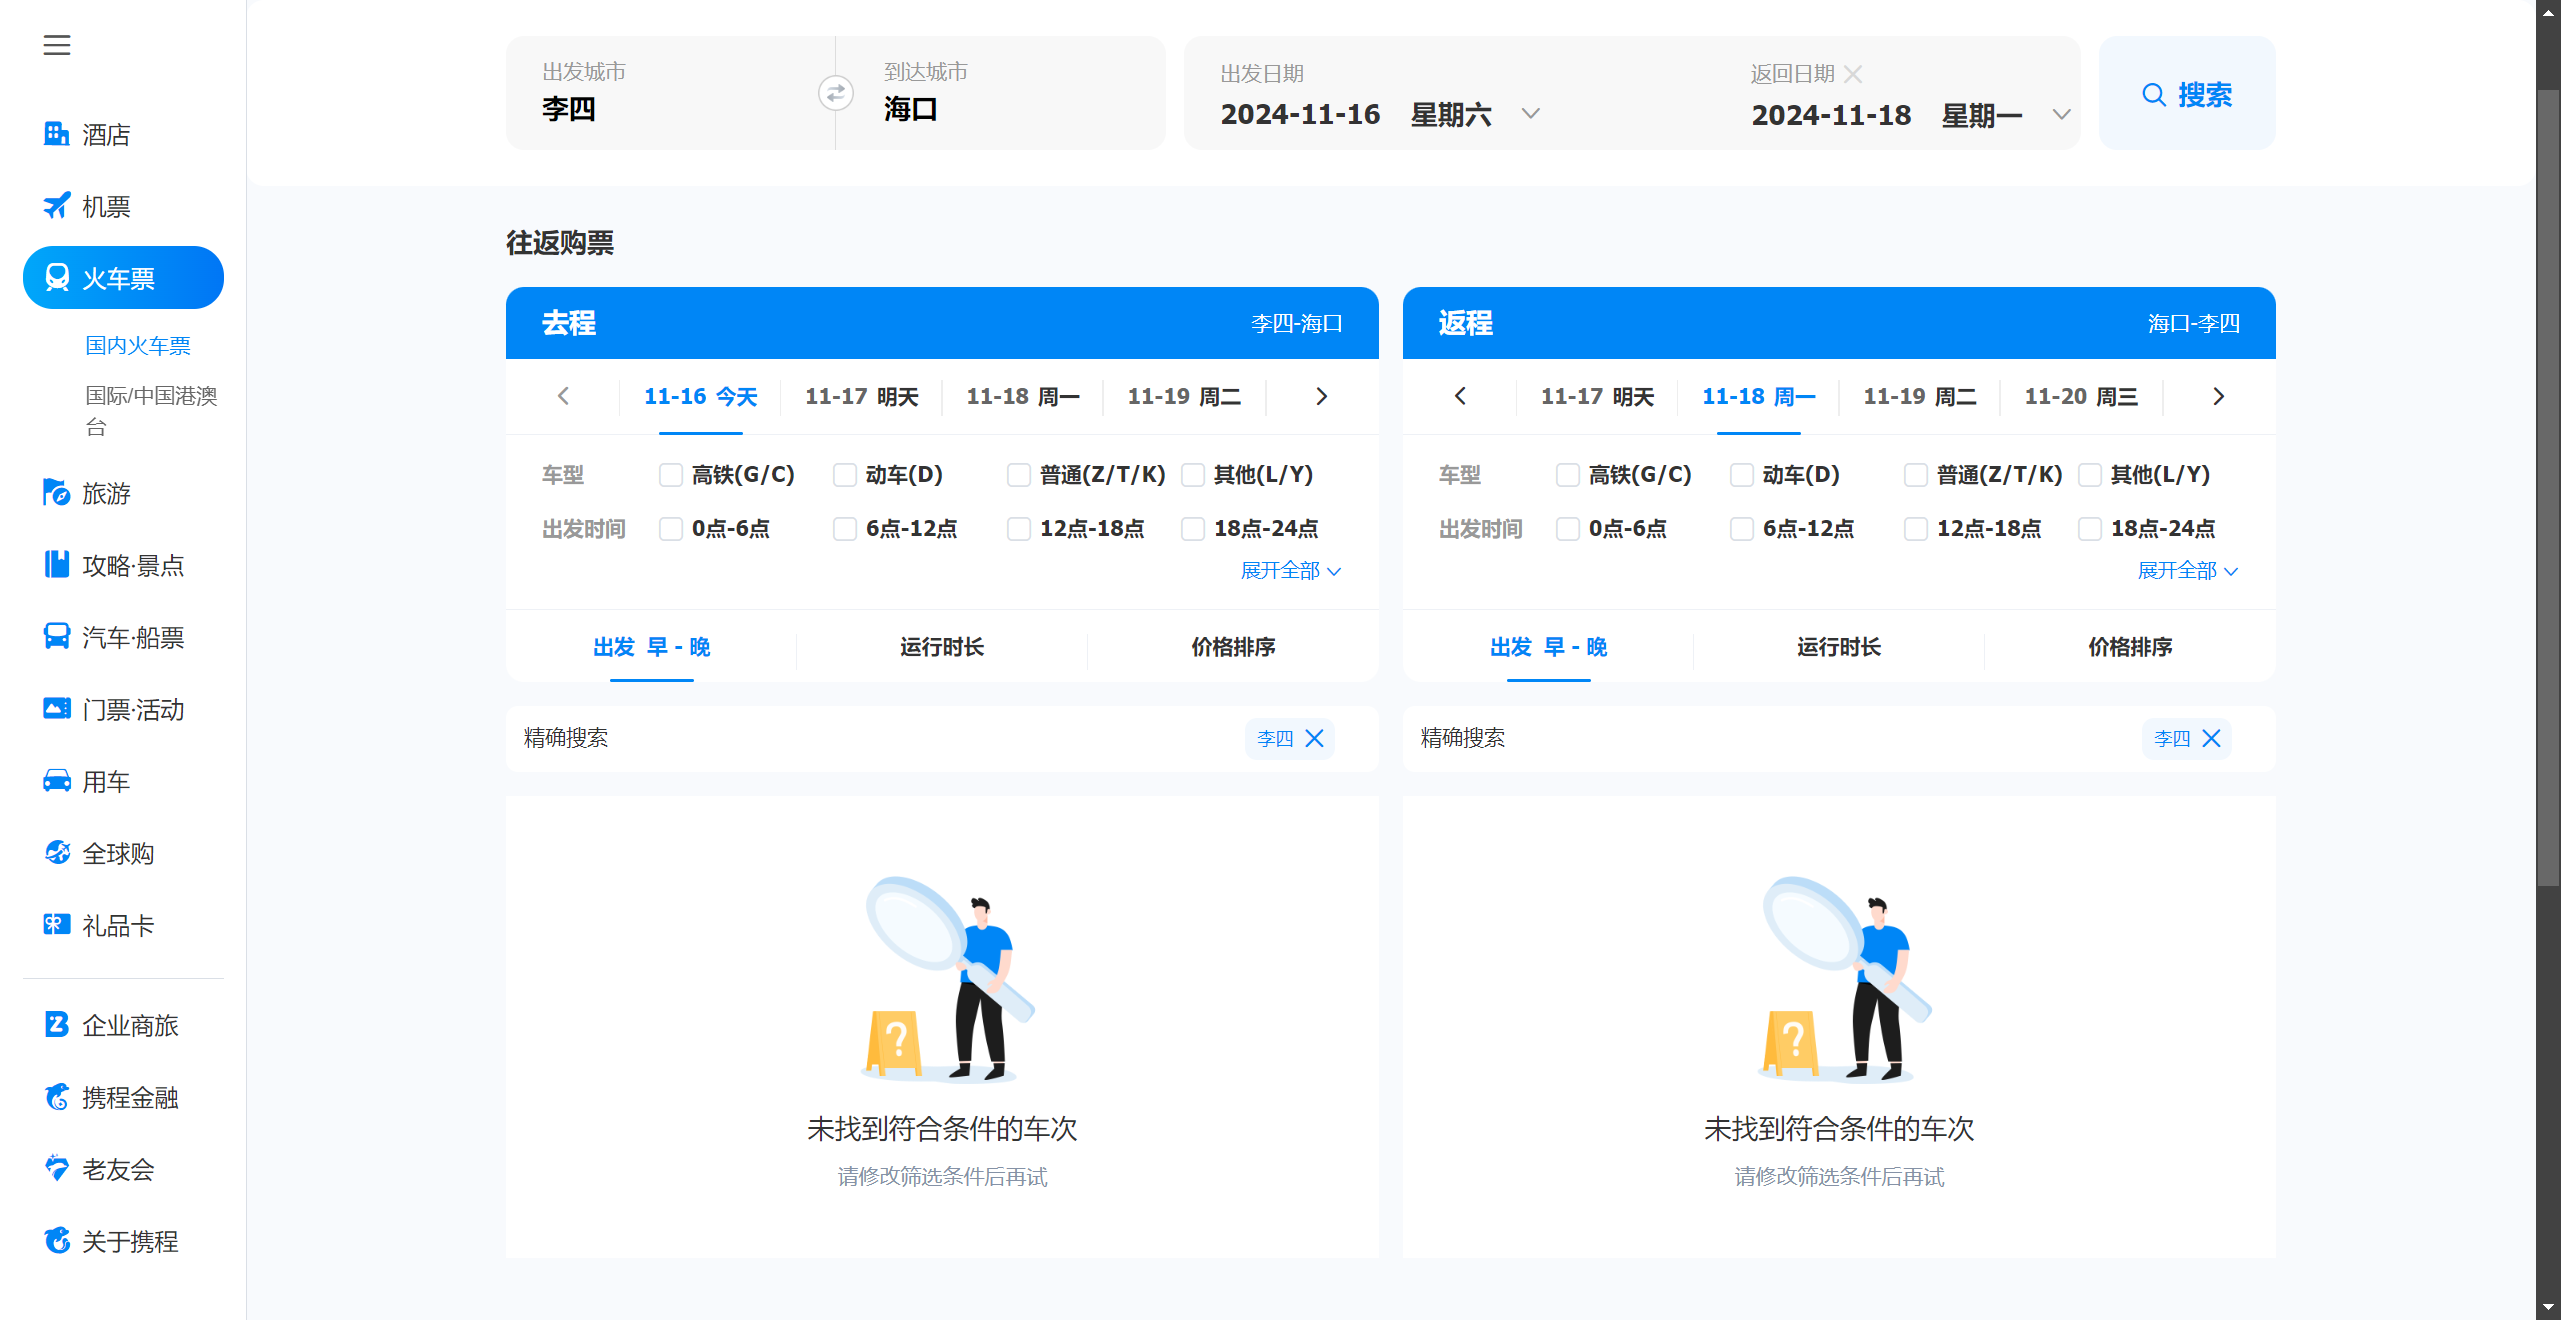 酒店
机票
火车票
国内火车票
国际/中国港澳
台
旅游
攻略·景点
汽车·船票
门票·活动
用车
全球购
礼品卡
企业商旅
携程金融
老友会
关于携程
出发城市
李四
到达城市
海口
出发日期
2024-11-16 星期六
返回日期
2024-11-18 星期一
搜索
往返购票
去程 李四-海口
11-16 今天 11-17 明天 11-18 周一 11-19 周二
车型 高铁(G/C) 动车(D) 普通(Z/T/K) 其他(L/Y)
出发时间 0点-6点 6点-12点 12点-18点 18点-24点
展开全部
出发 早 - 晚 运行时长 价格排序
精确搜索 李四
?
未找到符合条件的车次
请修改筛选条件后再试
返程 海口-李四
11-17 明天 11-18 周一 11-19 周二 11-20 周三
车型 高铁(G/C) 动车(D) 普通(Z/T/K) 其他(L/Y)
出发时间 0点-6点 6点-12点 12点-18点 18点-24点
展开全部
出发 早 - 晚 运行时长 价格排序
精确搜索 李四
?
未找到符合条件的车次
请修改筛选条件后再试